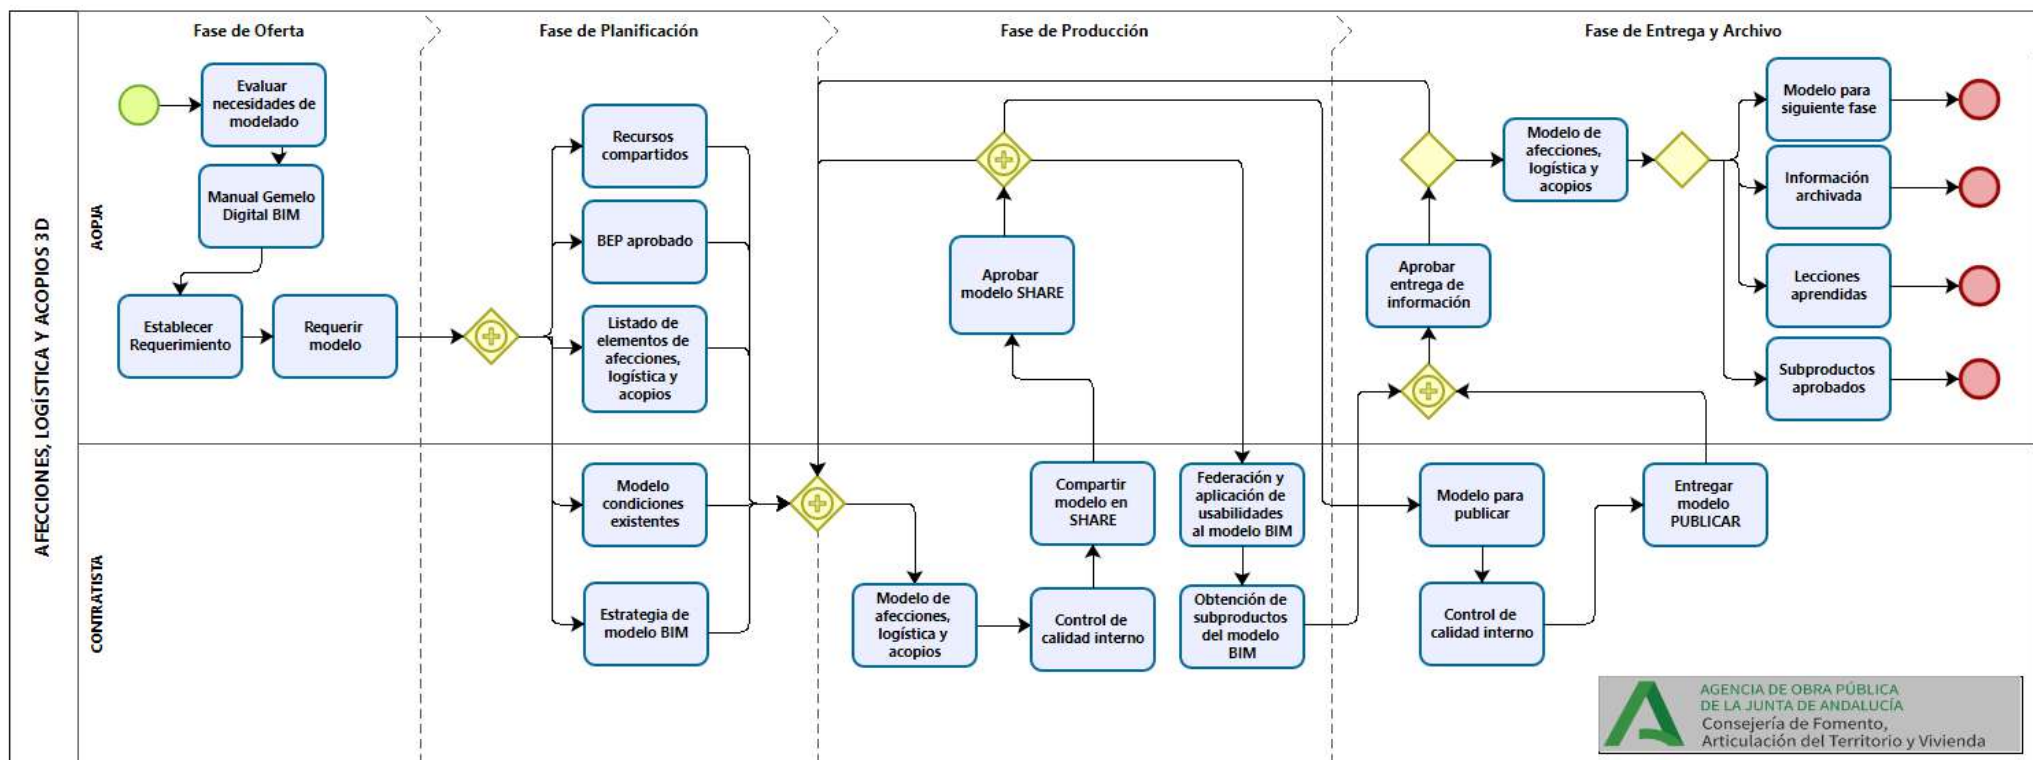 AFECCIONES, LOGÍSTICA Y ACOPIOS 3D
AOPJA
CONTRATISTA
Fase de Oferta
Fase de Planificación
Fase de Producción
Fase de Entrega y Archivo
Evaluar
necesidades de
modelado
Manual Gemelo
Digital BIM
Establecer
Requerimiento
Requerir
modelo
Recursos
compartidos
BEP aprobado
Listado de
elementos de
afecciones,
logística y
acopios
Modelo
condiciones
existentes
Estrategia de
modelo BIM
Aprobar
modelo SHARE
Modelo de
afecciones,
logística y
acopios
Control de
calidad interno
Compartir
modelo en
SHARE
Federación y
aplicación de
usabilidades
al modelo BIM
Obtención de
subproductos
del modelo
BIM
Aprobar
entrega de
información
Modelo de
afecciones,
logística y
acopios
Modelo para
siguiente fase
Información
archivada
Lecciones
aprendidas
Subproductos
aprobados
Modelo para
publicar
Control de
calidad interno
Entregar
modelo
PUBLICAR
AGENCIA DE OBRA PÚBLICA
DE LA JUNTA DE ANDALUCÍA
Consejería de Fomento,
Articulación del Territorio y Vivienda